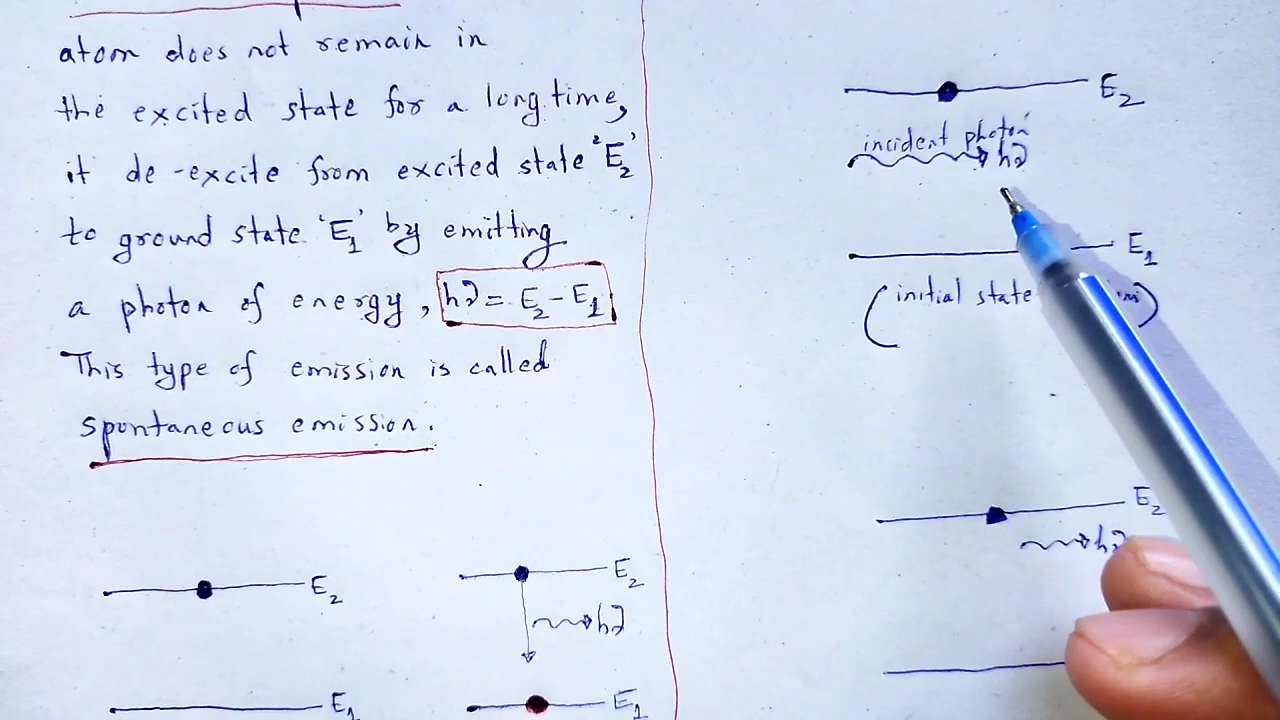 atom does not remain in
the excited state for a long time,
it de-excite from excited state 'E₂'
to ground state 'E₁' by emitting
a photon of energy, hν = E₂ - E₁
This type of emission is called
spontaneous emission.
E₂
E₁
E₂
hν
E₁
E₂
incident photon
hν
E₁
(initial state
E₂
hν